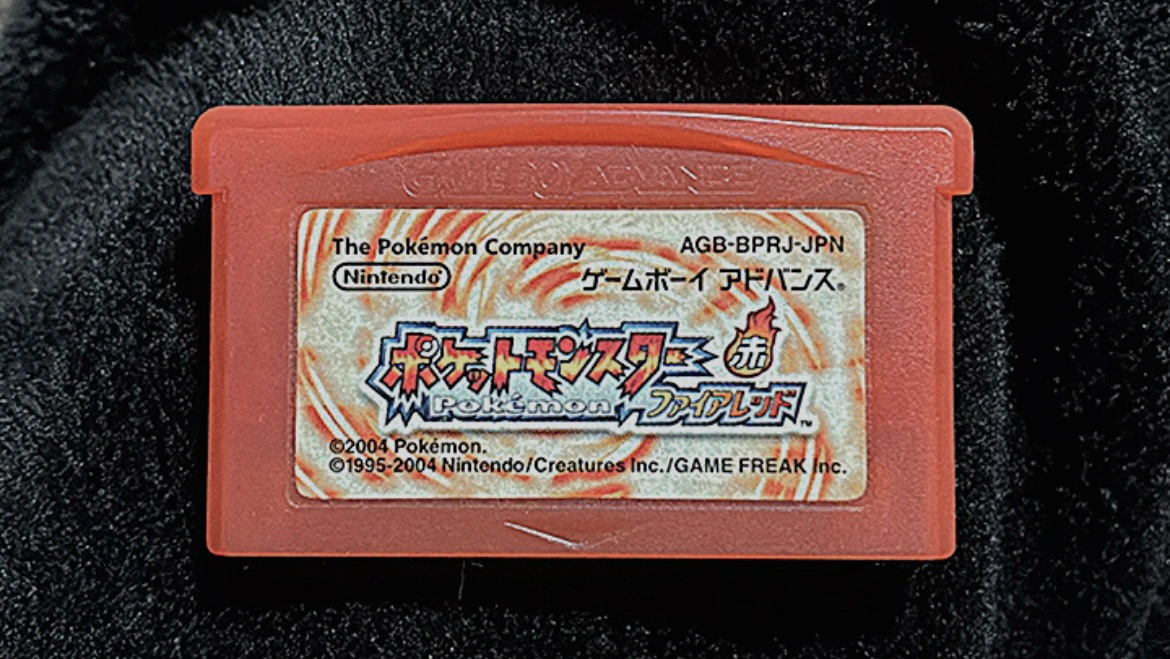 GAME BOY ADVANCE
The Pokémon Company AGB-BPRJ-JPN
Nintendo® ゲームボーイ アドバンス®
ポケットモンスター 赤
Pokémon ファイアレッド™
©2004 Pokémon.
©1995-2004 Nintendo/Creatures Inc./GAME FREAK Inc.